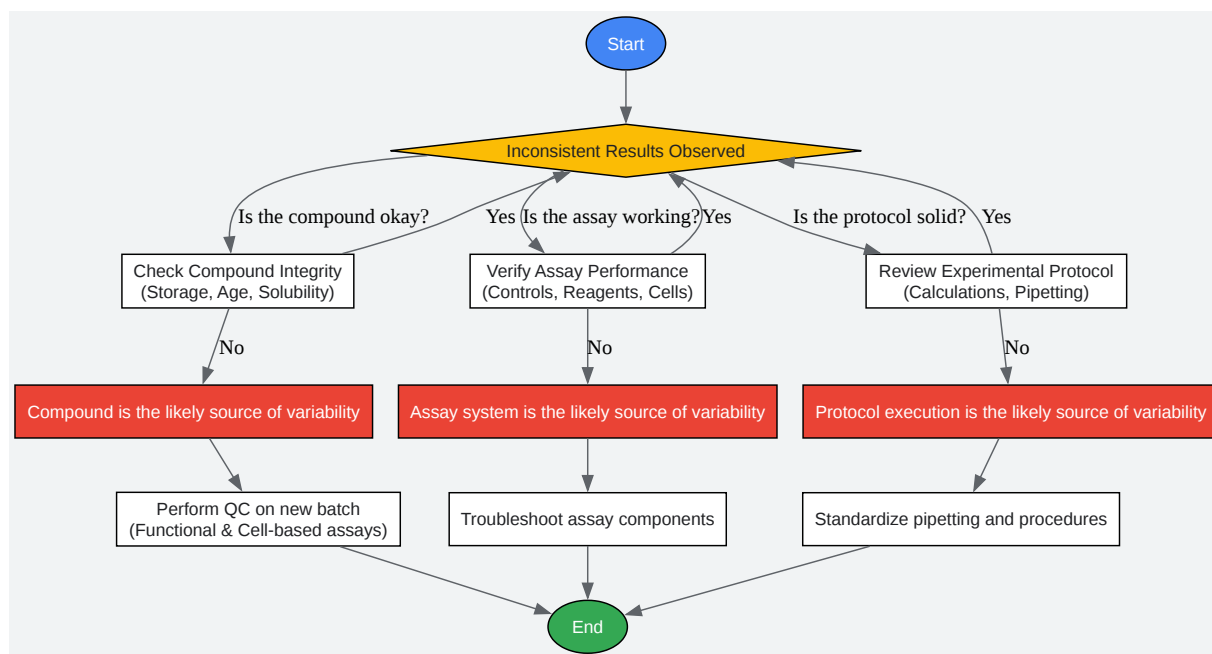 Start
Inconsistent Results Observed
Is the compound okay?
Yes
Is the assay working?
Yes
Is the protocol solid?
Yes
Check Compound Integrity
(Storage, Age, Solubility)
Verify Assay Performance
(Controls, Reagents, Cells)
Review Experimental Protocol
(Calculations, Pipetting)
No
No
No
Compound is the likely source of variability
Assay system is the likely source of variability
Protocol execution is the likely source of variability
Perform QC on new batch
(Functional & Cell-based assays)
Troubleshoot assay components
Standardize pipetting and procedures
End